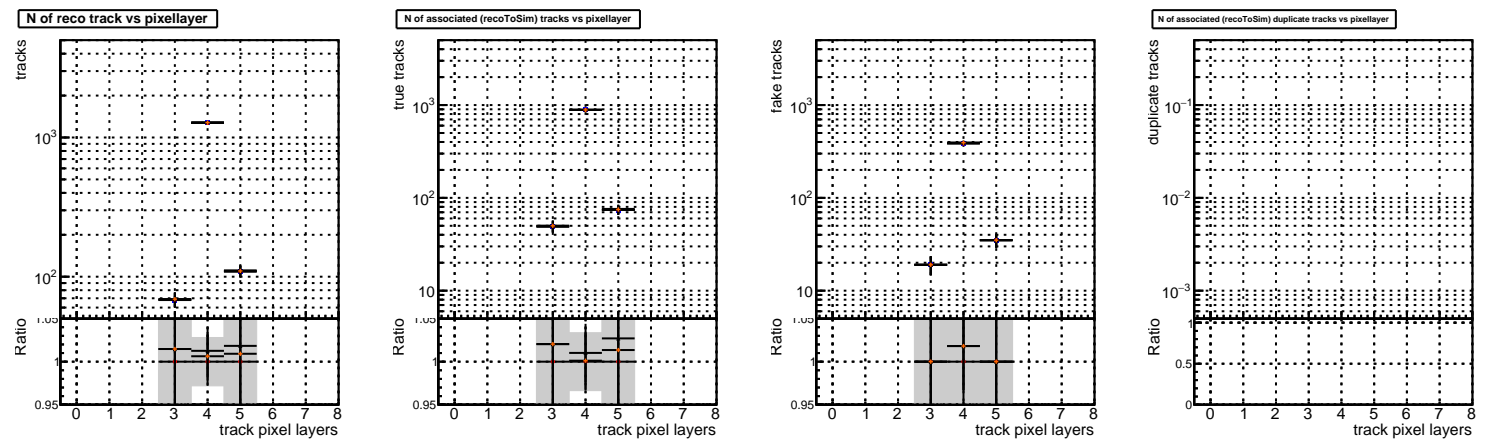 N of reco track vs pixellayer
tracks
10³
10²
Ratio
1.05
1
0.95
0 1 2 3 4 5 6 7 8
track pixel layers
N of associated (recoToSim) tracks vs pixellayer
true tracks
10³
10²
10
Ratio
1.05
1
0.95
0 1 2 3 4 5 6 7 8
track pixel layers
fake tracks
10³
10²
10
Ratio
1.05
1
0.95
0 1 2 3 4 5 6 7 8
track pixel layers
N of associated (recoToSim) duplicate tracks vs pixellayer
duplicate tracks
10⁻¹
10⁻²
10⁻³
Ratio
1
0.5
0
0 1 2 3 4 5 6 7 8
track pixel layers